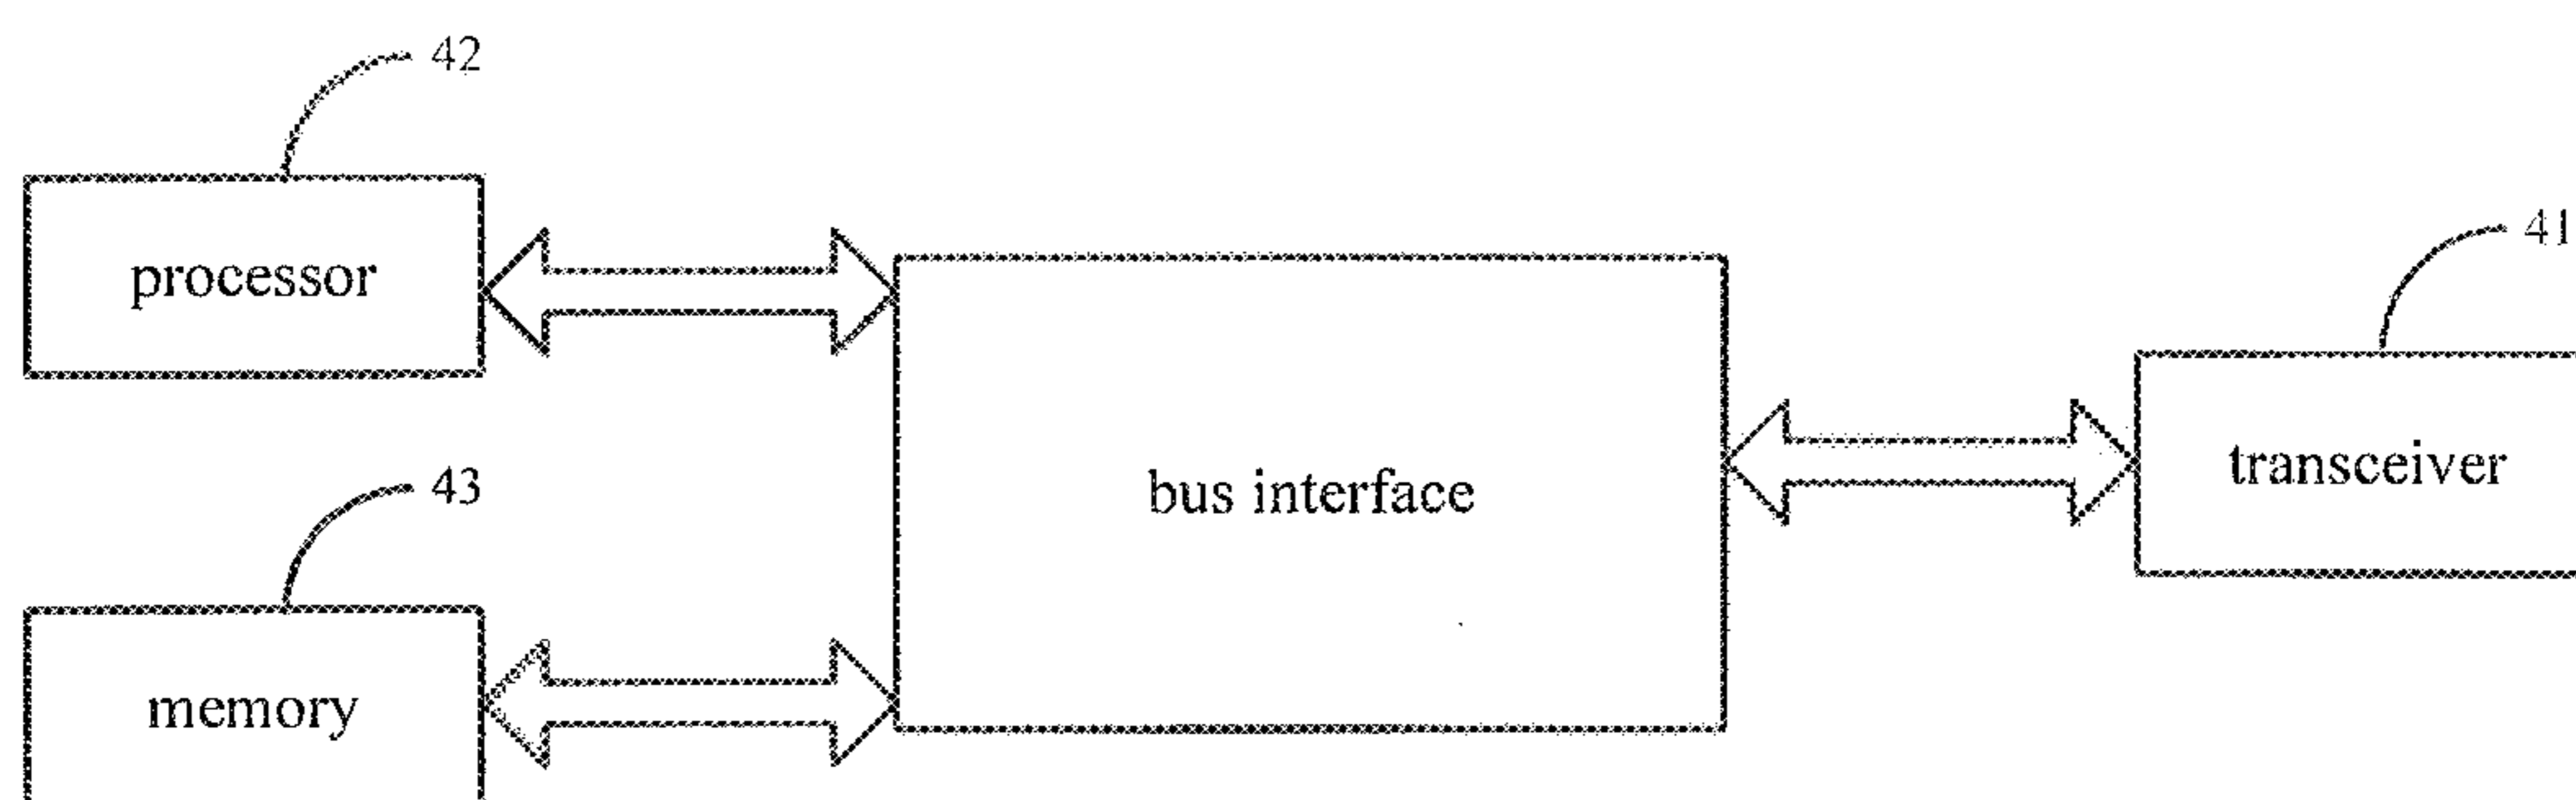 42
processor
41
transceiver
bus interface
43
memory